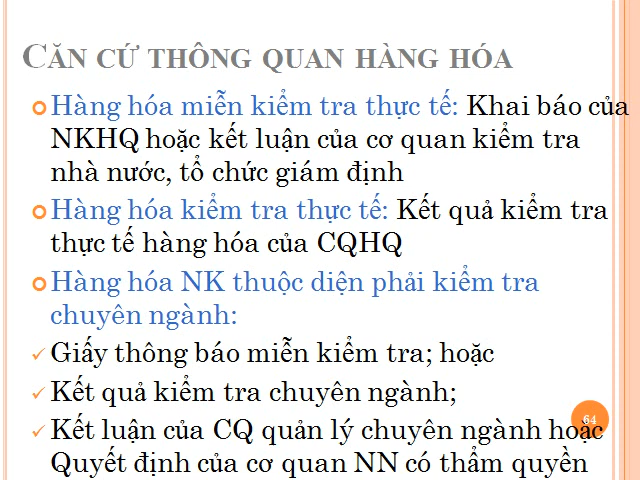 CĂN CỨ THÔNG QUAN HÀNG HÓA
Hàng hóa miễn kiểm tra thực tế: Khai báo của
NKHQ hoặc kết luận của cơ quan kiểm tra
nhà nước, tổ chức giám định
Hàng hóa kiểm tra thực tế: Kết quả kiểm tra
thực tế hàng hóa của CQHQ
Hàng hóa NK thuộc diện phải kiểm tra
chuyên ngành:
Giấy thông báo miễn kiểm tra; hoặc
Kết quả kiểm tra chuyên ngành;
64
Kết luận của CQ quản lý chuyên ngành hoặc
Quyết định của cơ quan NN có thẩm quyền